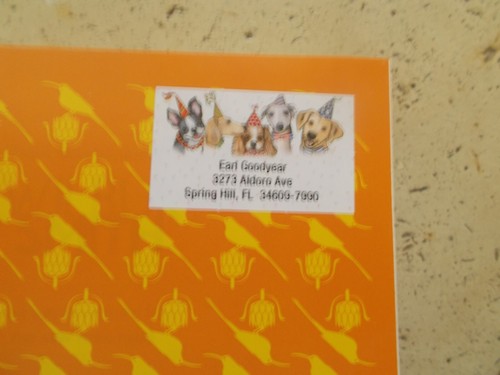 Earl Goodyear
3273 Aldoro Ave
Spring Hill, FL 34609-7990